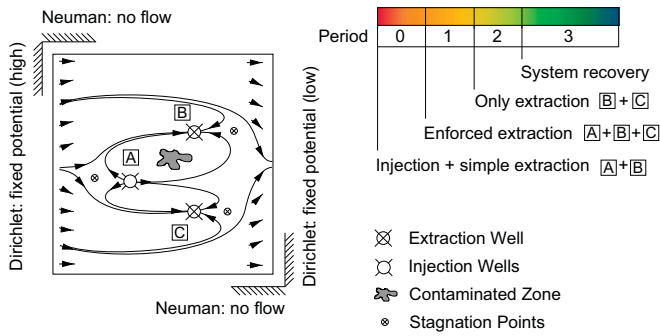 Neuman: no flow
Dirichlet: fixed potential (high)
B
A
C
Dirichlet: fixed potential (low)
Neuman: no flow
Period 0 1 2 3
System recovery
Only extraction B + C
Enforced extraction A + B + C
Injection + simple extraction A + B
Extraction Well
Injection Wells
Contaminated Zone
Stagnation Points